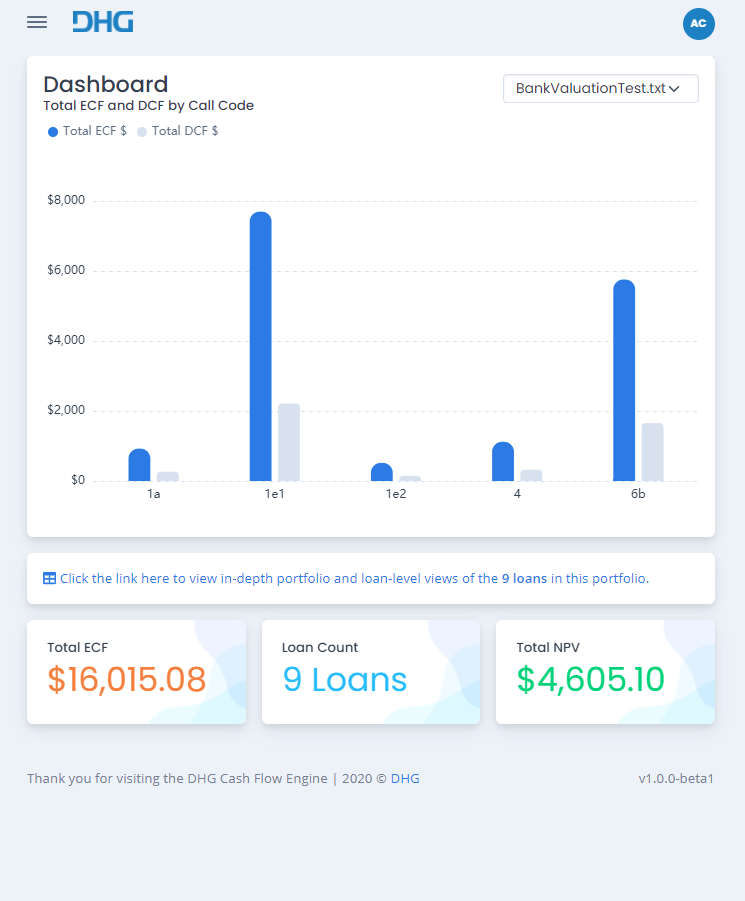 DHG
AC
Dashboard
Total ECF and DCF by Call Code
BankValuationTest.txt
Total ECF $ Total DCF $
$8,000
$6,000
$4,000
$2,000
$0
1a 1e1 1e2 4 6b
Click the link here to view in-depth portfolio and loan-level views of the 9 loans in this portfolio.
Total ECF
$16,015.08
Loan Count
9 Loans
Total NPV
$4,605.10
Thank you for visiting the DHG Cash Flow Engine | 2020 © DHG
v1.0.0-beta1